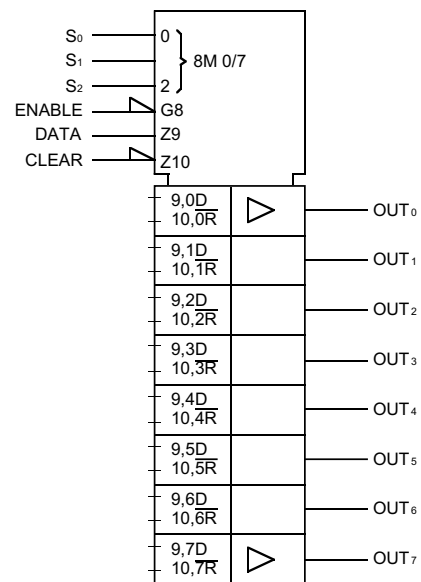 S₀ 0
S₁ 8M 0/7
S₂ 2
ENABLE G8
DATA Z9
CLEAR Z10
9,0D
10,0R OUT₀
9,1D
10,1R OUT₁
9,2D
10,2R OUT₂
9,3D
10,3R OUT₃
9,4D
10,4R OUT₄
9,5D
10,5R OUT₅
9,6D
10,6R OUT₆
9,7D
10,7R OUT₇